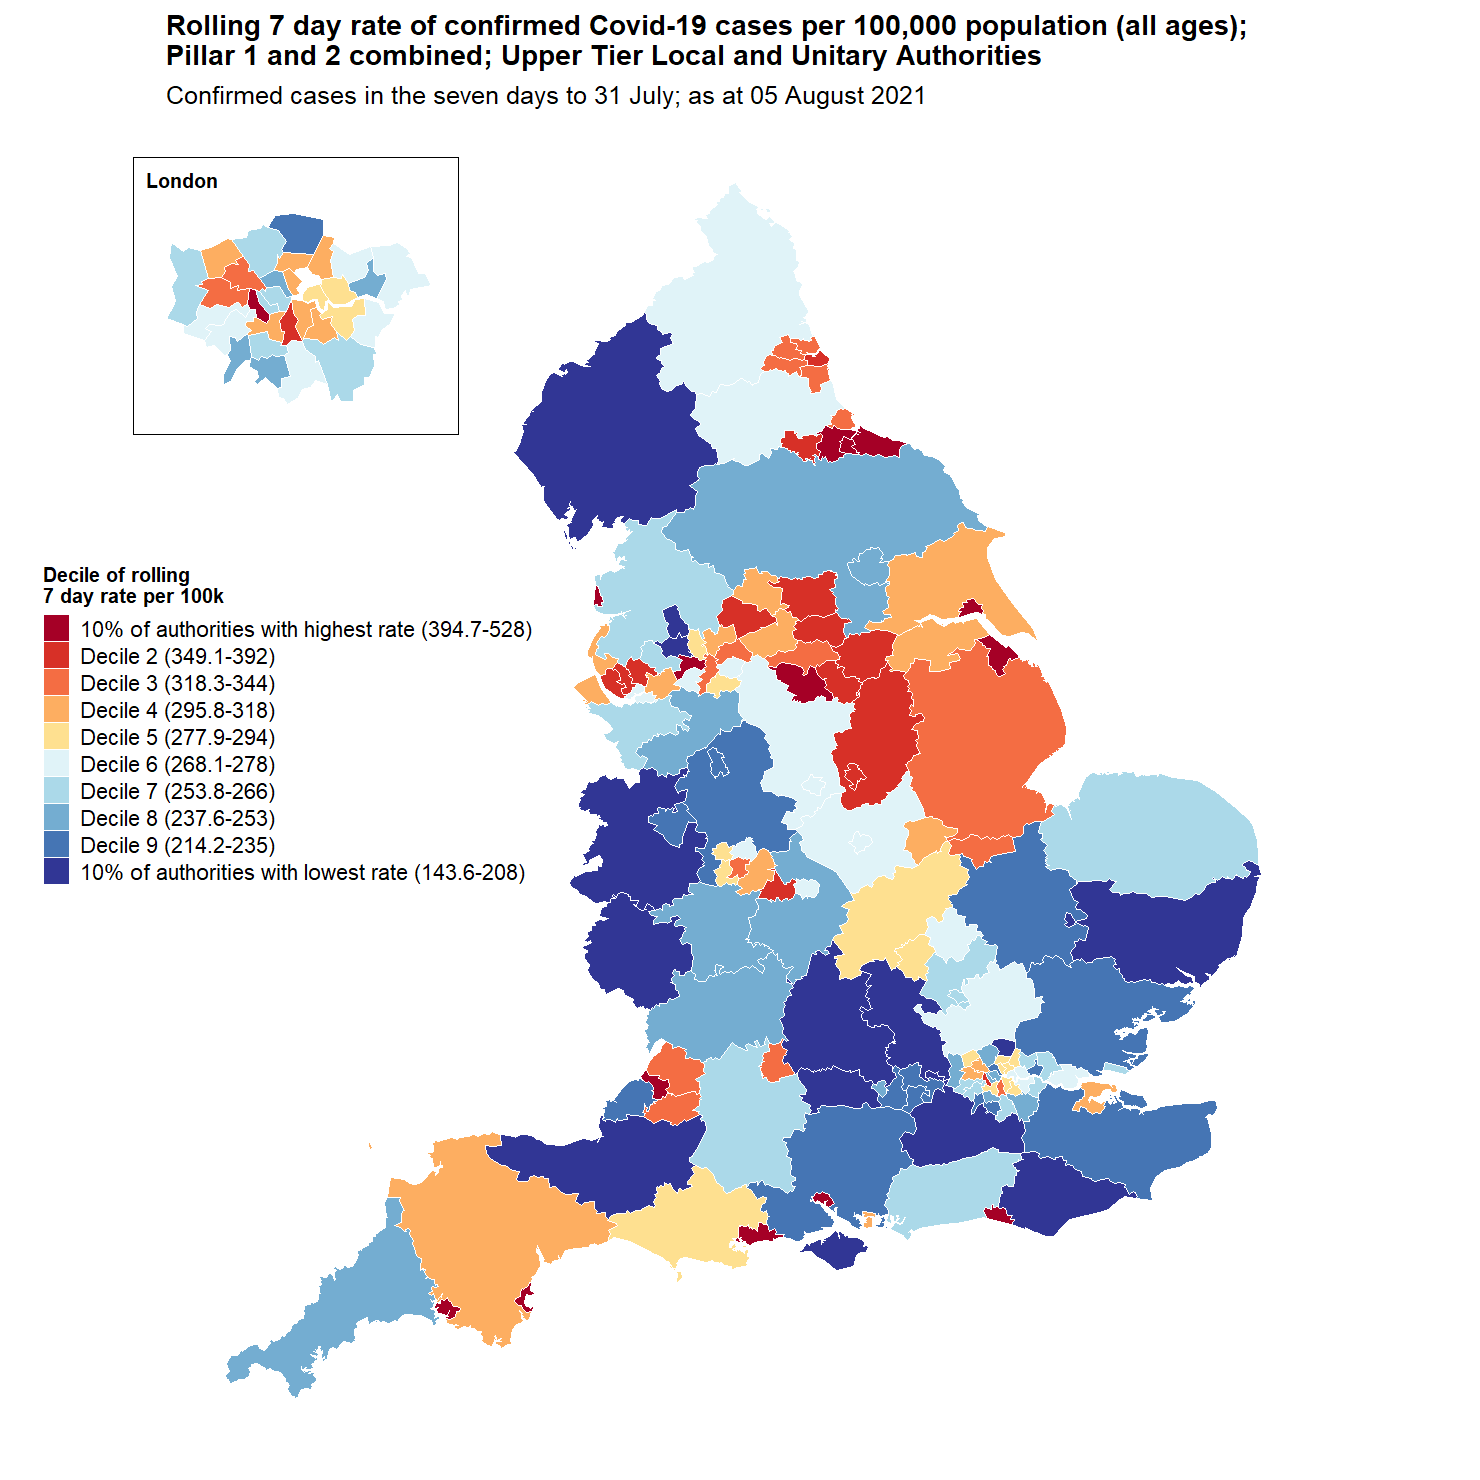 Rolling 7 day rate of confirmed Covid-19 cases per 100,000 population (all ages);
Pillar 1 and 2 combined; Upper Tier Local and Unitary Authorities
Confirmed cases in the seven days to 31 July; as at 05 August 2021
London
Decile of rolling
7 day rate per 100k
10% of authorities with highest rate (394.7-528)
Decile 2 (349.1-392)
Decile 3 (318.3-344)
Decile 4 (295.8-318)
Decile 5 (277.9-294)
Decile 6 (268.1-278)
Decile 7 (253.8-266)
Decile 8 (237.6-253)
Decile 9 (214.2-235)
10% of authorities with lowest rate (143.6-208)